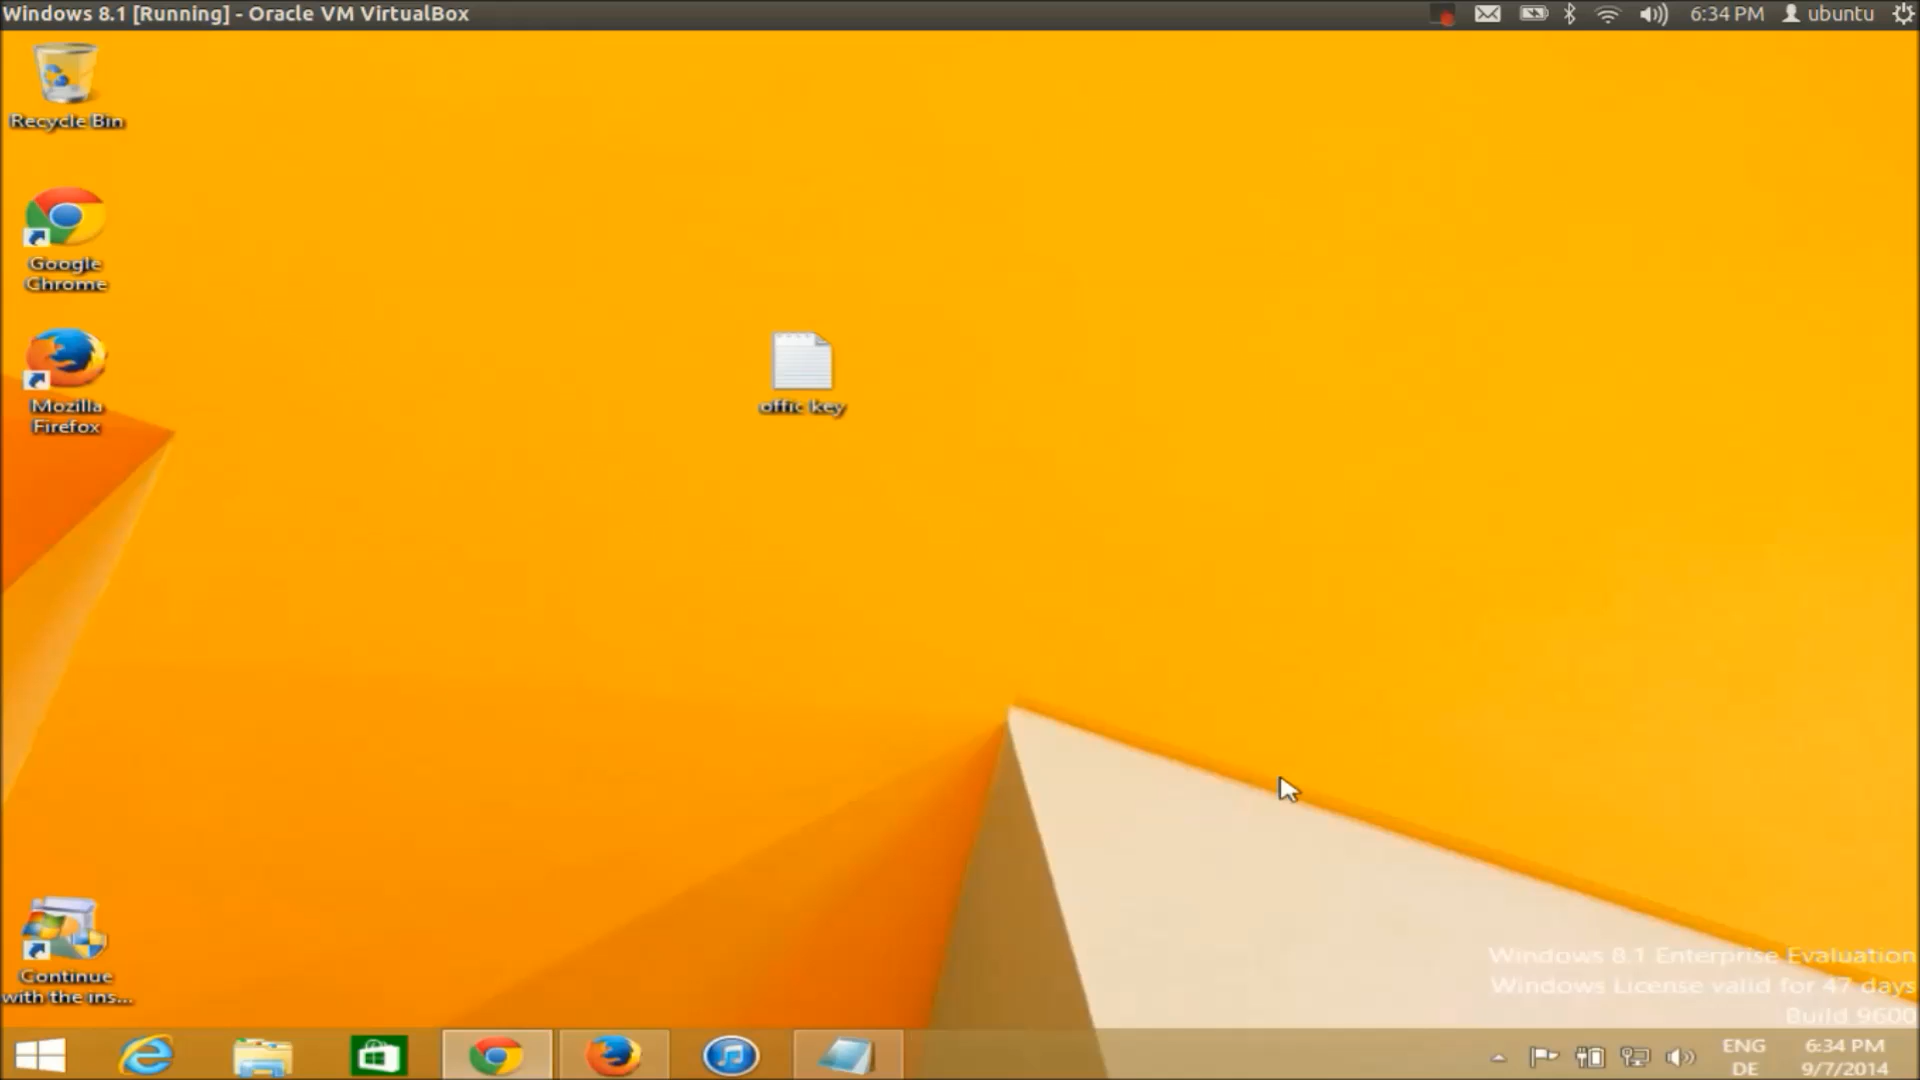 Windows 8.1 [Running] - Oracle VM VirtualBox
6:34 PM
ubuntu
Recycle Bin
Google
Chrome
Mozilla
Firefox
offic key
Continue
with the ins...
Windows 8.1 Enterprise Evaluation
Windows License valid for 47 days
Build 9600
ENG
DE
6:34 PM
9/7/2014